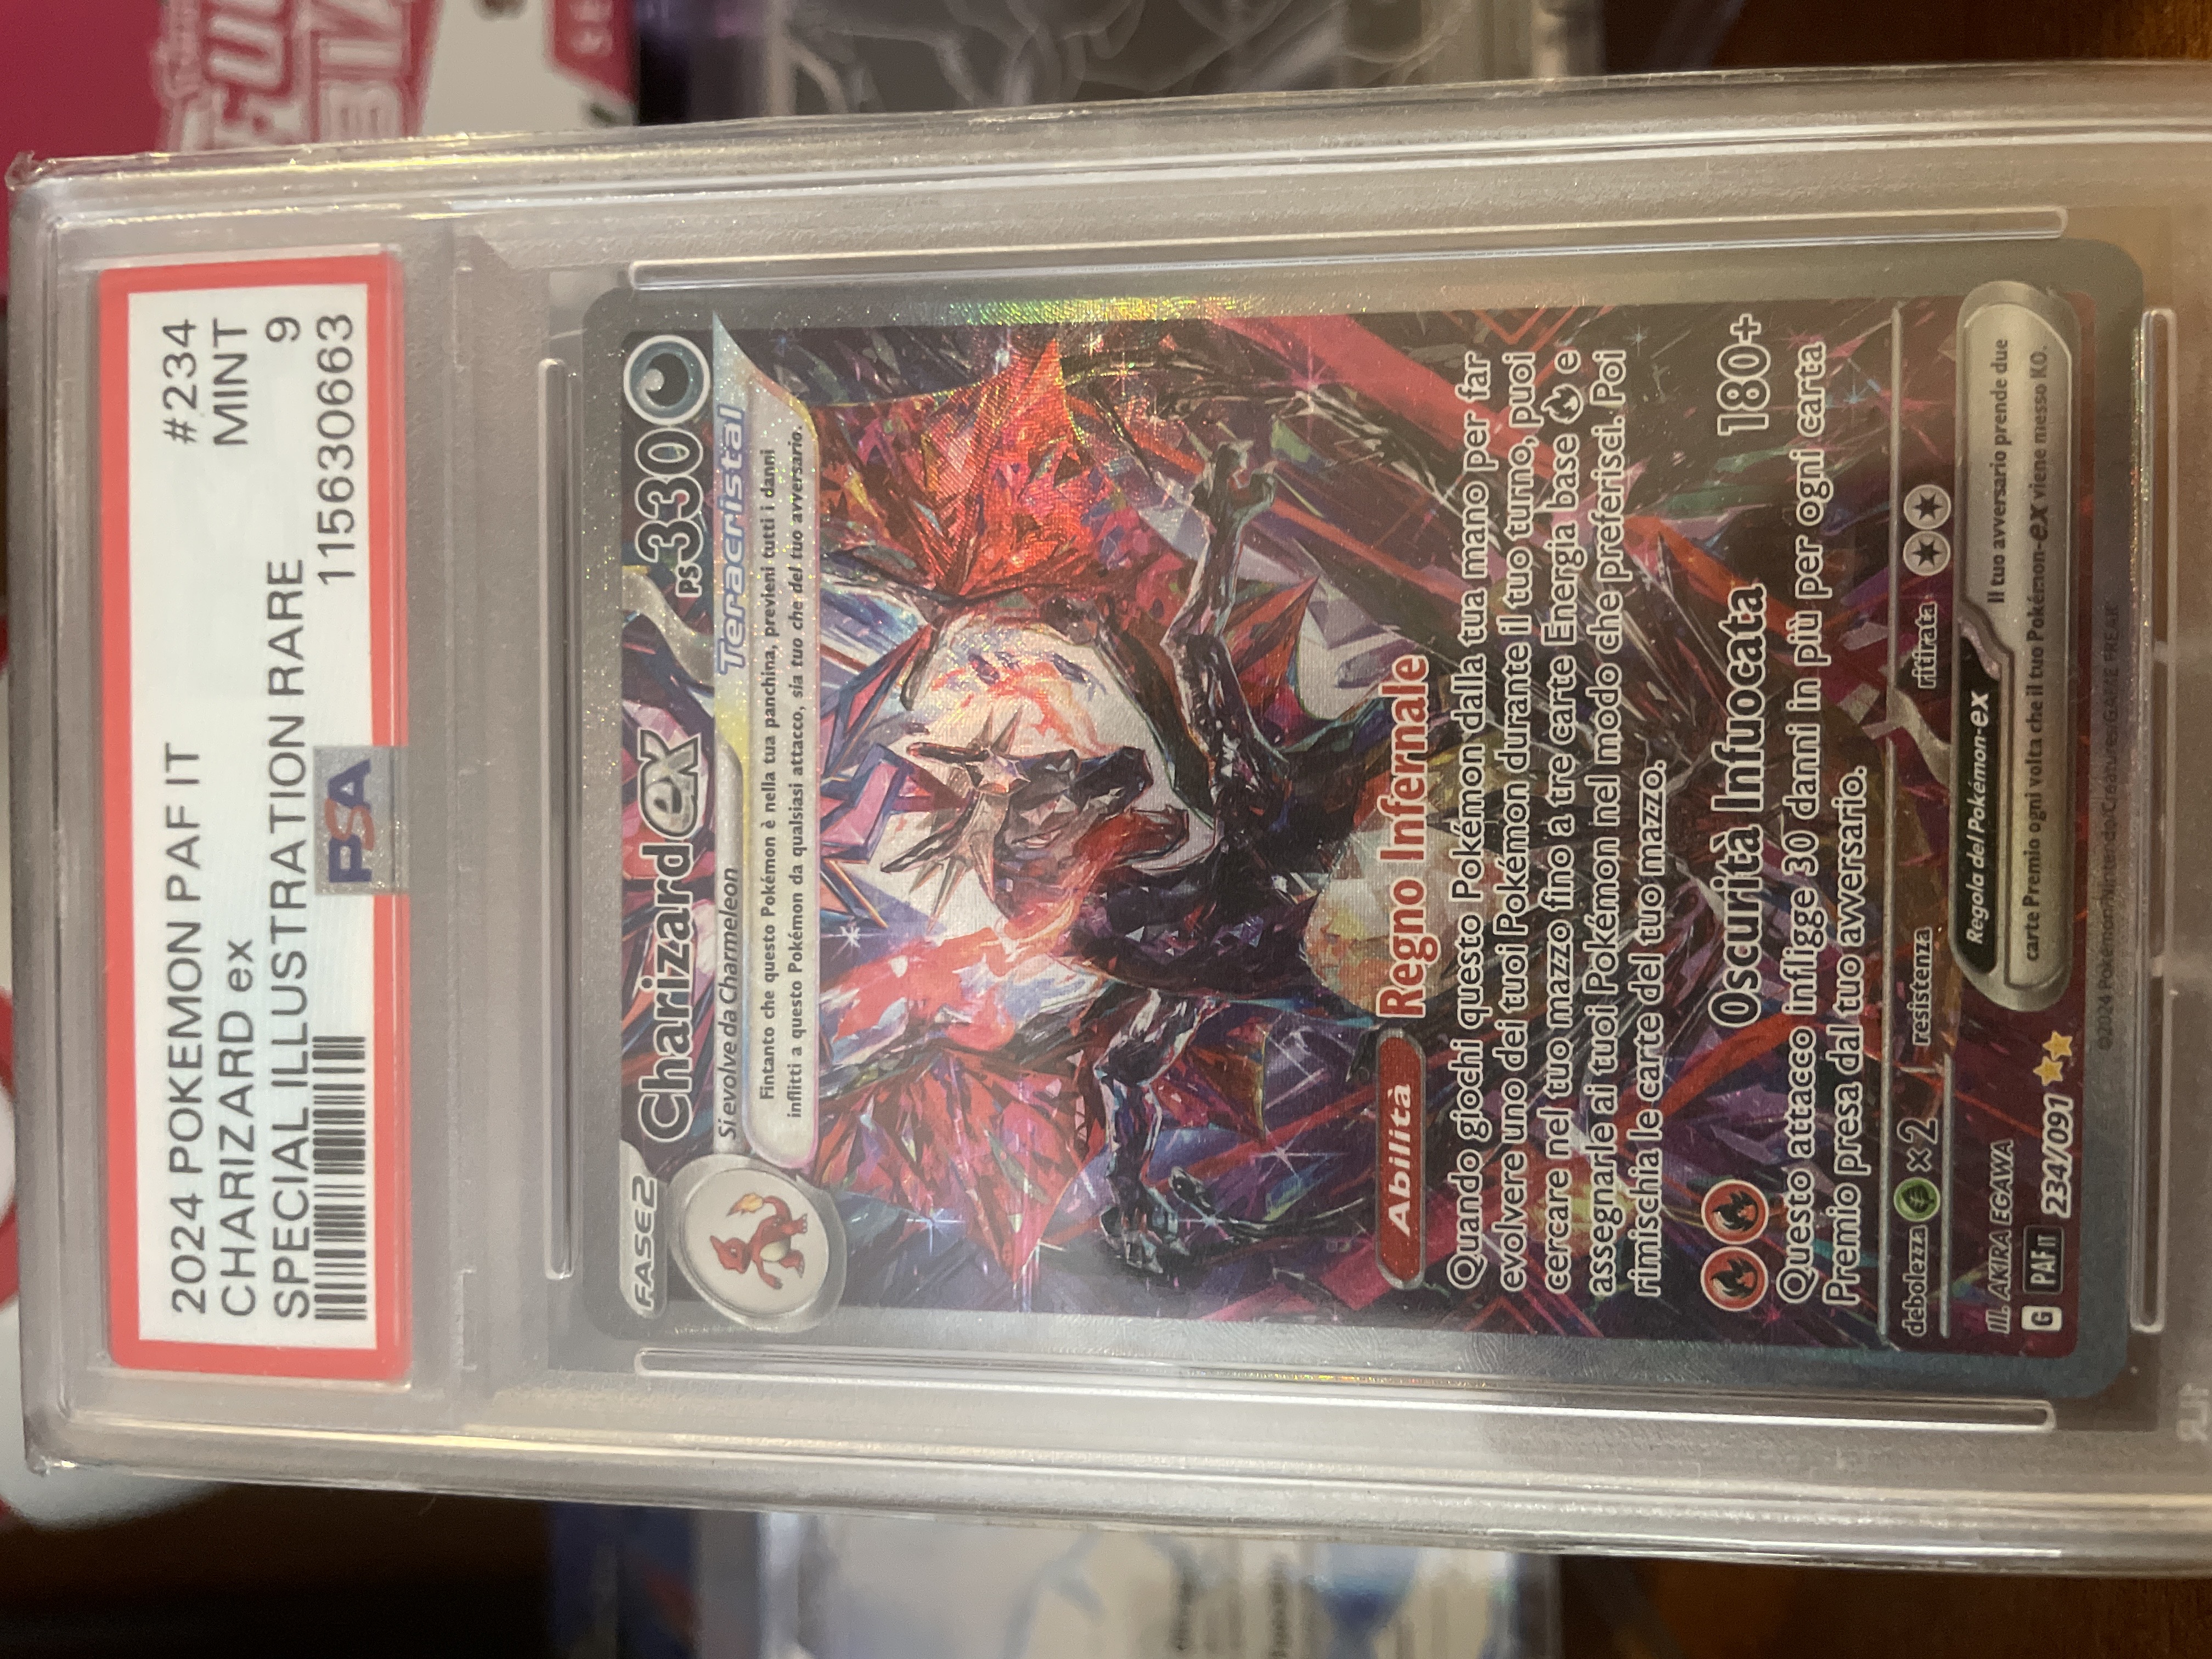 2024 POKEMON PAF IT #234
CHARIZARD ex MINT
SPECIAL ILLUSTRATION RARE 9
PSA 115630663
FASE 2
Charizard ex PS 330
Si evolve da Charmeleon
Teracristal
Fintanto che questo Pokémon è nella tua panchina, previeni tutti i danni
inflitti a questo Pokémon da qualsiasi attacco, sia tuo che del tuo avversario.
Abilità Regno Infernale
Quando giochi questo Pokémon dalla tua mano per far
evolvere uno dei tuoi Pokémon durante il tuo turno, puoi
cercare nel tuo mazzo fino a tre carte Energia base e
assegnarle ai tuoi Pokémon nel modo che preferisci. Poi
rimischia le carte del tuo mazzo.
Oscurità Infuocata 180+
Questo attacco infligge 30 danni in più per ogni carta
Premio presa dal tuo avversario.
debolezza ×2 resistenza ritirata
Ill. AKIRA EGAWA
G PAF IT 234/091
Regola del Pokémon-ex
Il tuo avversario prende due
carte Premio ogni volta che il tuo Pokémon-ex viene messo KO.
©2024 Pokémon/Nintendo/Creatures/GAME FREAK